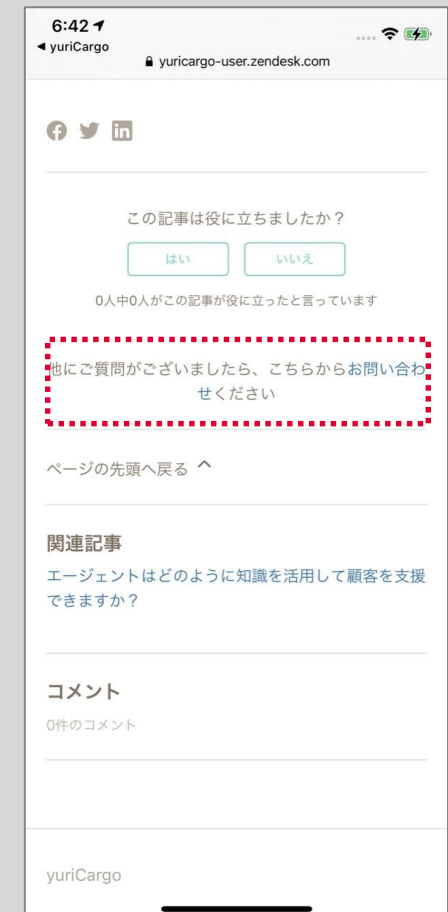 6:42
◀ yuriCargo
yuricargo-user.zendesk.com
この記事は役に立ちましたか？
はい いいえ
0人中0人がこの記事が役に立ったと言っています
他にご質問がございましたら、こちらからお問い合わ
せください
ページの先頭へ戻る ^
関連記事
エージェントはどのように知識を活用して顧客を支援
できますか？
コメント
0件のコメント
yuriCargo